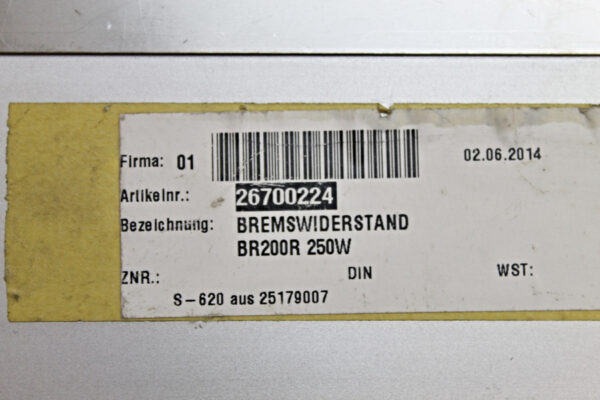 Firma: 01 02.06.2014
Artikelnr.: 26700224
Bezeichnung: BREMSWIDERSTAND
BR200R 250W
ZNR.: DIN WST:
S-620 aus 25179007